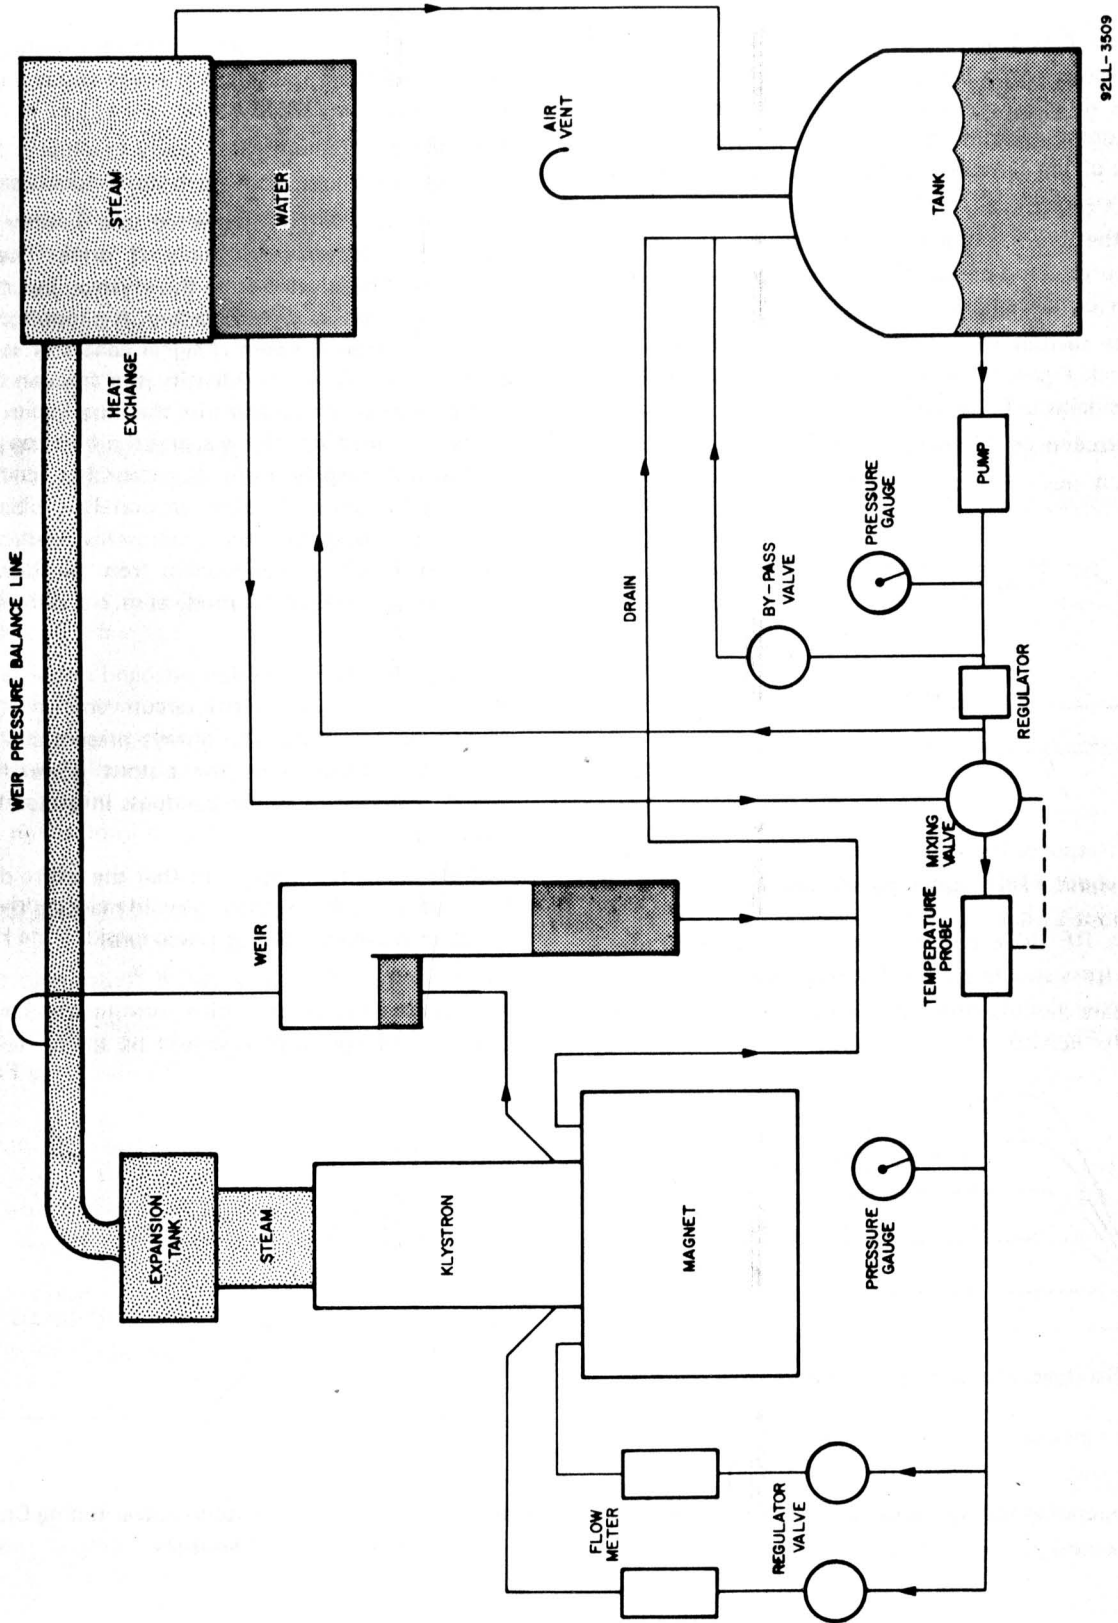 WEIR PRESSURE BALANCE LINE
EXPANSION
TANK
STEAM
KLYSTRON
MAGNET
WEIR
HEAT
EXCHANGE
STEAM
WATER
FLOW
METER
REGULATOR
VALVE
PRESSURE
GAUGE
TEMPERATURE
PROBE
MIXING
VALVE
REGULATOR
DRAIN
BY-PASS
VALVE
PRESSURE
GAUGE
PUMP
AIR
VENT
TANK
92LL-3509